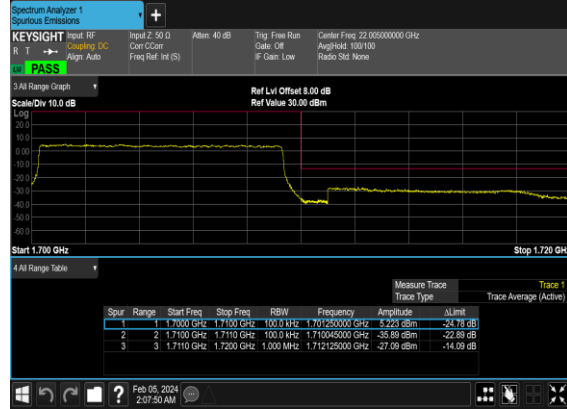 Spectrum Analyzer 1
Spurious Emissions
KEYSIGHT Input: RF Input Z: 50 Ω Atten: 40 dB Trig: Free Run Center Freq: 22.005000000 GHz
R T Coupling: DC Corr CCorr Gate: Off Avg|Hold: 100/100
Align: Auto Freq Ref: Int (S) IF Gain: Low Radio Std: None
PASS
3 All Range Graph
Ref Lvl Offset 8.00 dB
Scale/Div 10.0 dB Ref Value 30.00 dBm
Log
20.0
10.0
0.00
-10.0
-20.0
-30.0
-40.0
-50.0
-60.0
Start 1.700 GHz Stop 1.720 GH
4 All Range Table
Measure Trace Trace 1
Trace Type Trace Average (Active)
Spur Range Start Freq Stop Freq RBW Frequency Amplitude ΔLimit
1 1 1.7000 GHz 1.7100 GHz 100.0 kHz 1.701250000 GHz 5.223 dBm -24.78 dB
2 2 1.7100 GHz 1.7110 GHz 100.0 kHz 1.710045000 GHz -35.89 dBm -22.89 dB
3 3 1.7110 GHz 1.7200 GHz 1.000 MHz 1.712125000 GHz -27.09 dBm -14.09 dB
Feb 05, 2024
2:07:50 AM